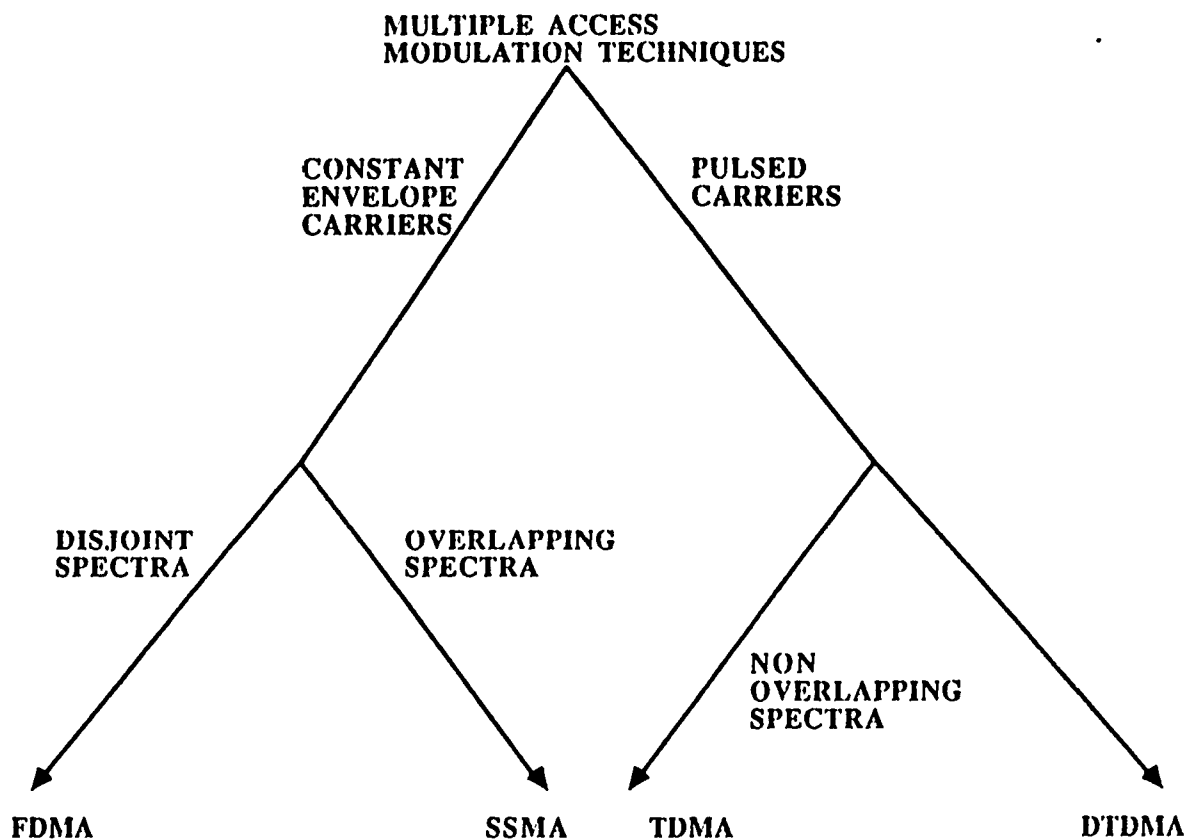 MULTIPLE ACCESS
MODULATION TECHNIQUES
CONSTANT
ENVELOPE
CARRIERS
PULSED
CARRIERS
DISJOINT
SPECTRA
OVERLAPPING
SPECTRA
NON
OVERLAPPING
SPECTRA
FDMA
SSMA
TDMA
DTDMA